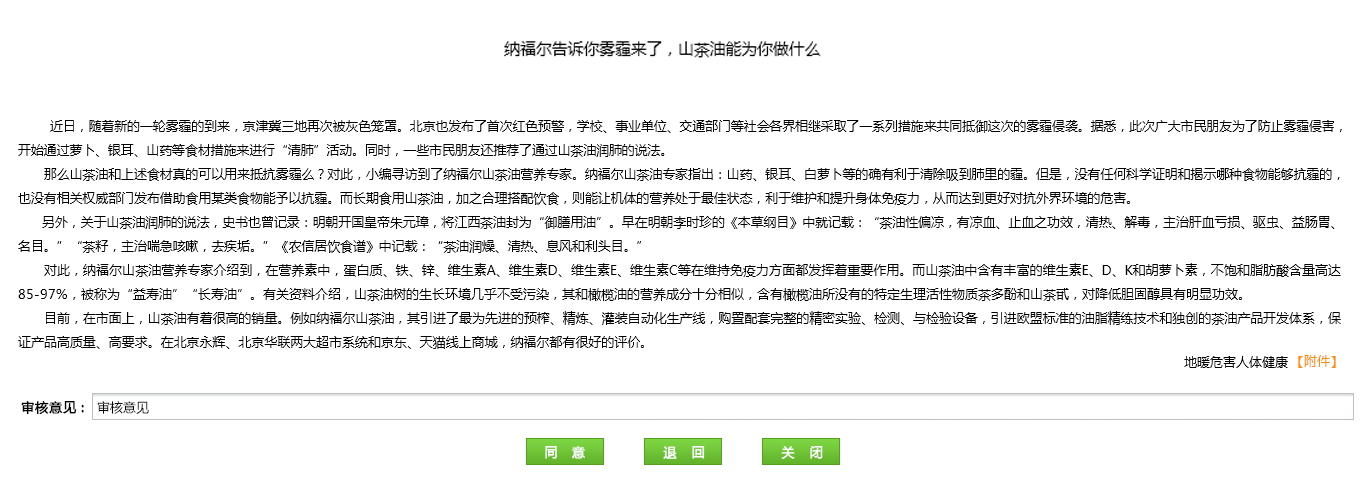 纳福尔告诉你雾霾来了，山茶油能为你做什么
近日，随着新的一轮雾霾的到来，京津冀三地再次被灰色笼罩。北京也发布了首次红色预警，学校、事业单位、交通部门等社会各界相继采取了一系列措施来共同抵御这次的雾霾侵袭。据悉，此次广大市民朋友为了防止雾霾侵害，
开始通过萝卜、银耳、山药等食材措施来进行“清肺”活动。同时，一些市民朋友还推荐了通过山茶油润肺的说法。
那么山茶油和上述食材真的可以用来抵抗雾霾么？对此，小编寻访到了纳福尔山茶油营养专家。纳福尔山茶油专家指出：山药、银耳、白萝卜等的确有利于清除吸到肺里的霾。但是，没有任何科学证明和揭示哪种食物能够抗霾的，
也没有相关权威部门发布借助食用某类食物能予以抗霾。而长期食用山茶油，加之合理搭配饮食，则能让机体的营养处于最佳状态，利于维护和提升身体免疫力，从而达到更好对抗外界环境的危害。
另外，关于山茶油润肺的说法，史书也曾记录：明朝开国皇帝朱元璋，将江西茶油封为“御膳用油”。早在明朝李时珍的《本草纲目》中就记载：“茶油性偏凉，有凉血、止血之功效，清热、解毒，主治肝血亏损、驱虫、益肠胃、
名目。”“茶籽，主治喘急咳嗽，去疾垢。”《农信居饮食谱》中记载：“茶油润燥、清热、息风和利头目。”
对此，纳福尔山茶油营养专家介绍到，在营养素中，蛋白质、铁、锌、维生素A、维生素D、维生素E、维生素C等在维持免疫力方面都发挥着重要作用。而山茶油中含有丰富的维生素E、D、K和胡萝卜素，不饱和脂肪酸含量高达
85-97%，被称为“益寿油”“长寿油”。有关资料介绍，山茶油树的生长环境几乎不受污染，其和橄榄油的营养成分十分相似，含有橄榄油所没有的特定生理活性物质茶多酚和山茶甙，对降低胆固醇具有明显功效。
目前，在市面上，山茶油有着很高的销量。例如纳福尔山茶油，其引进了最为先进的预榨、精炼、灌装自动化生产线，购置配套完整的精密实验、检测、与检验设备，引进欧盟标准的油脂精练技术和独创的茶油产品开发体系，保
证产品高质量、高要求。在北京永辉、北京华联两大超市系统和京东、天猫线上商城，纳福尔都有很好的评价。
地暖危害人体健康【附件】
审核意见：审核意见
同 意 退 回 关 闭